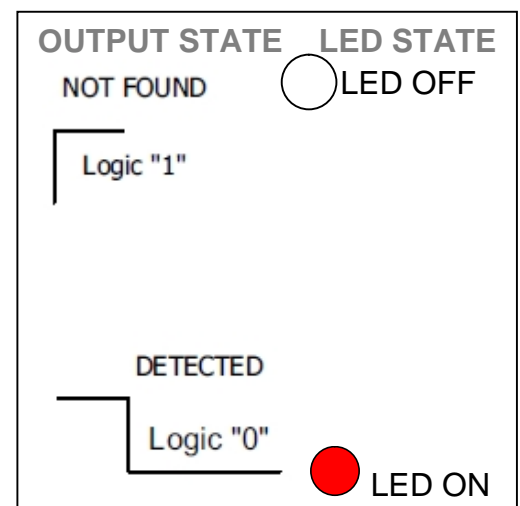 OUTPUT STATE LED STATE
NOT FOUND LED OFF
Logic "1"
DETECTED
Logic "0"
LED ON